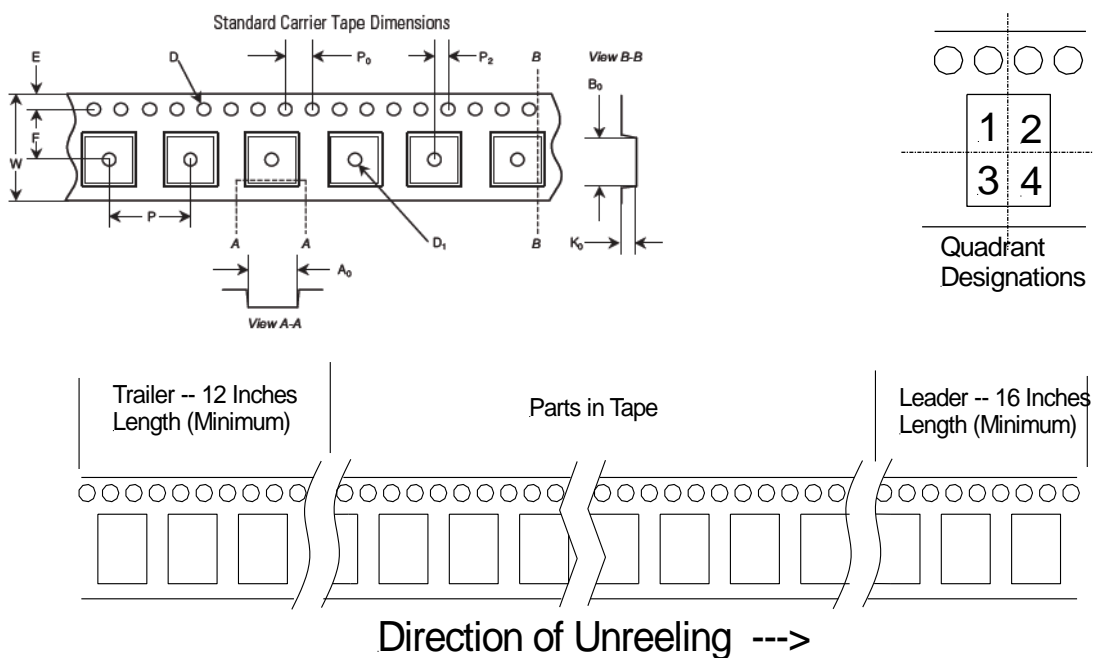 Standard Carrier Tape Dimensions
E
D
P₀
P₂
B
View B-B
B₀
F
W
P
A
A
D₁
B
K₀
A₀
View A-A
1 2
3 4
Quadrant
Designations
Trailer -- 12 Inches
Length (Minimum)
Parts in Tape
Leader -- 16 Inches
Length (Minimum)
Direction of Unreeling --->